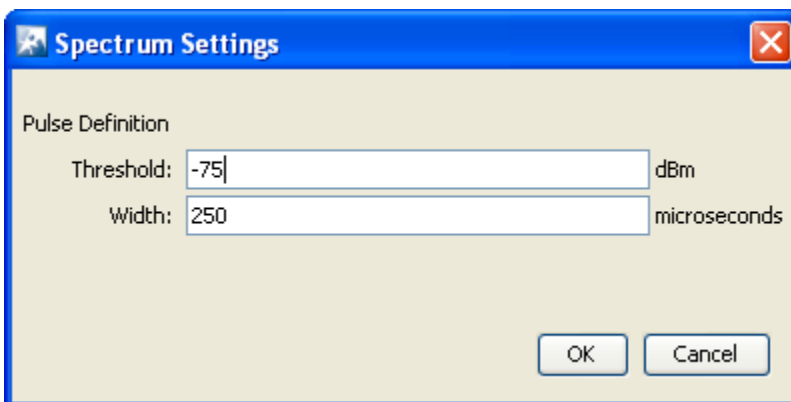 Spectrum Settings
Pulse Definition
Threshold: -75 dBm
Width: 250 microseconds
OK Cancel